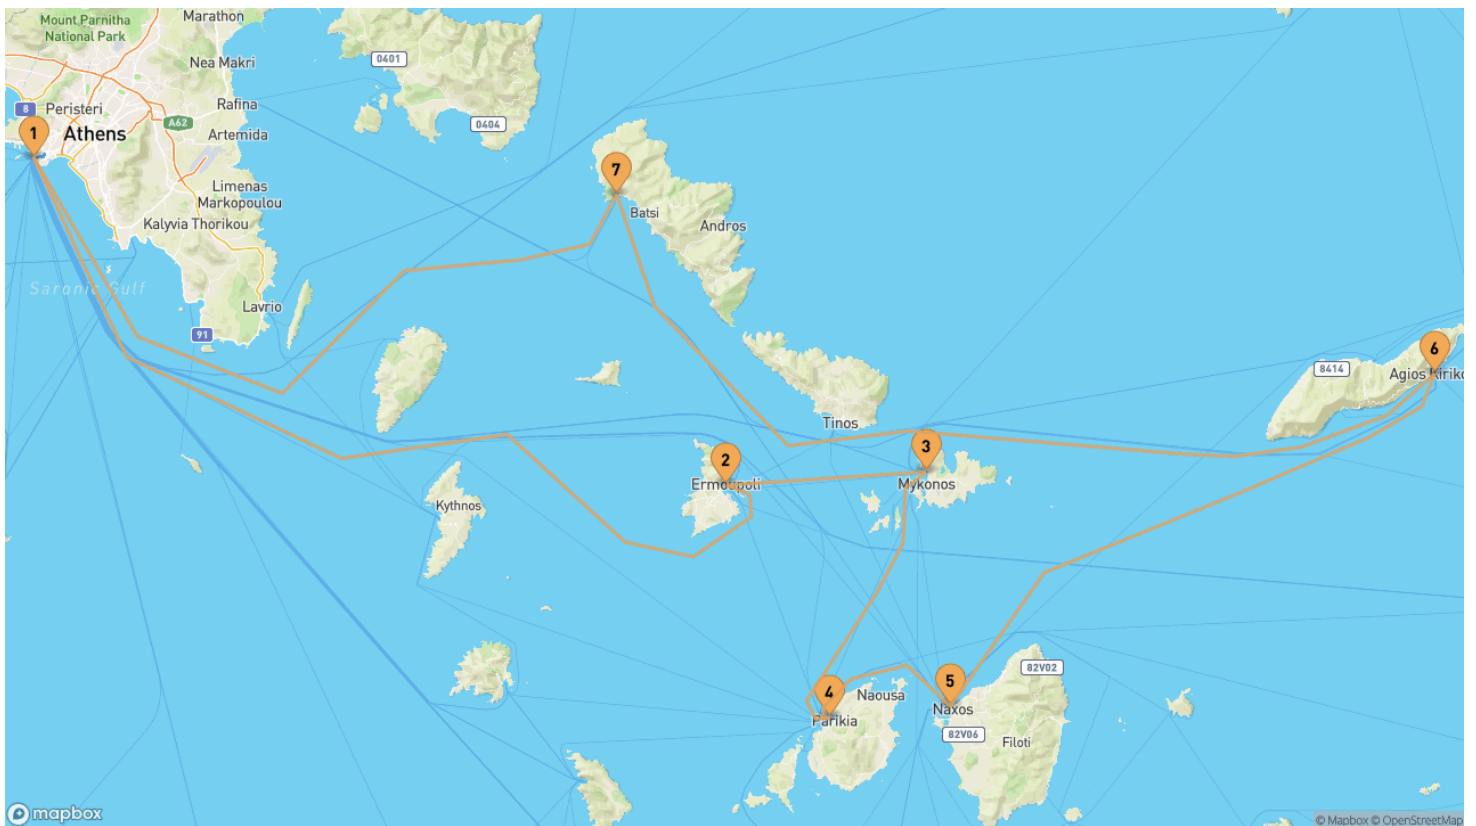 Marathon
Mount Parnitha
National Park
0401
Nea Makri
8
Peristeri
Rafina
A62
0404
1
Athens
Artemida
7
Limenas
Markopoulou
Batsi
Kalyvia Thorikou
Andros
Saronic Gulf
Lavrio
91
6
8414
Agios Kiriko
Tinos
2
3
Ermoupoli
Mykonos
Kythnos
82V02
5
4
Naousa
Naxos
Parikia
82V06
Filoti
mapbox
© Mapbox © OpenStreetMap